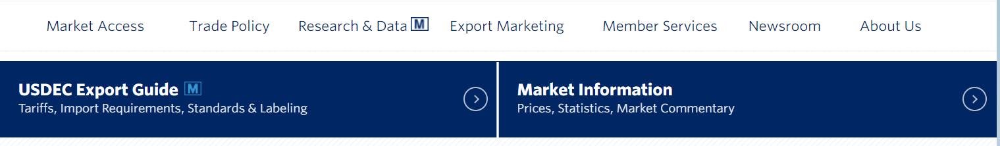 Market Access Trade Policy Research & Data M Export Marketing Member Services Newsroom About Us
USDEC Export Guide M
Tariffs, Import Requirements, Standards & Labeling
Market Information
Prices, Statistics, Market Commentary